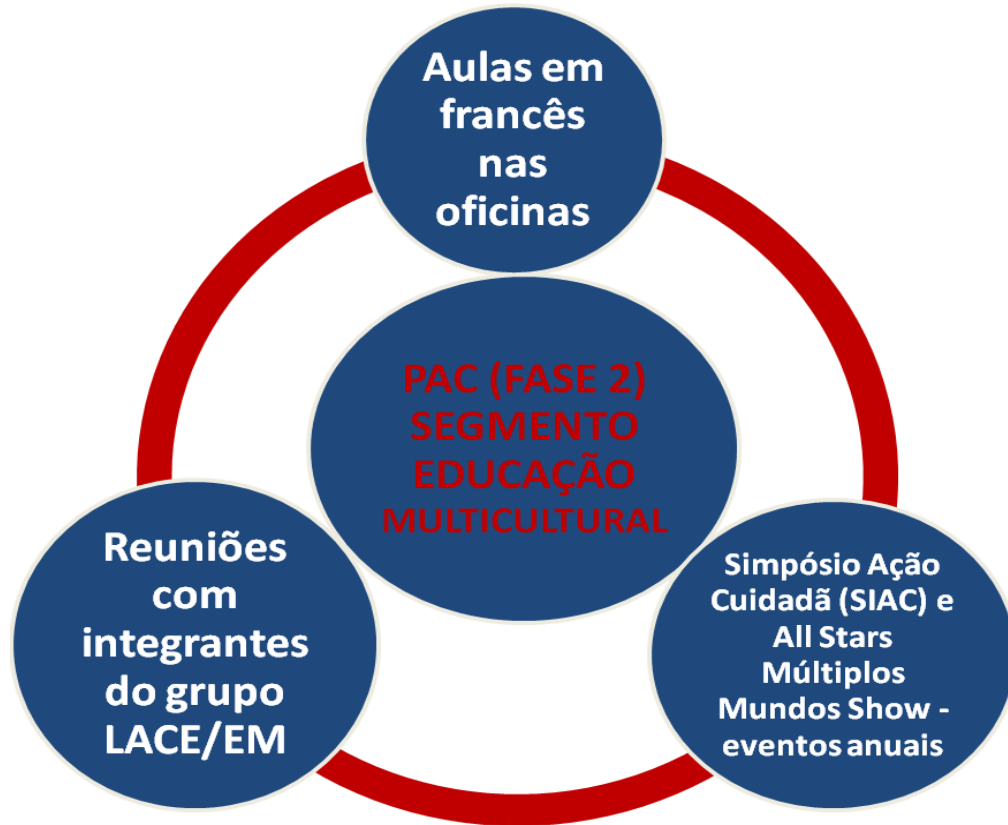 Aulas em
francês
nas
oficinas
PAC (FASE 2)
SEGMENTO
EDUCAÇÃO
MULTICULTURAL
Reuniões
com
integrantes
do grupo
LACE/EM
Simpósio Ação
Cuidadã (SIAC) e
All Stars
Múltiplos
Mundos Show -
eventos anuais